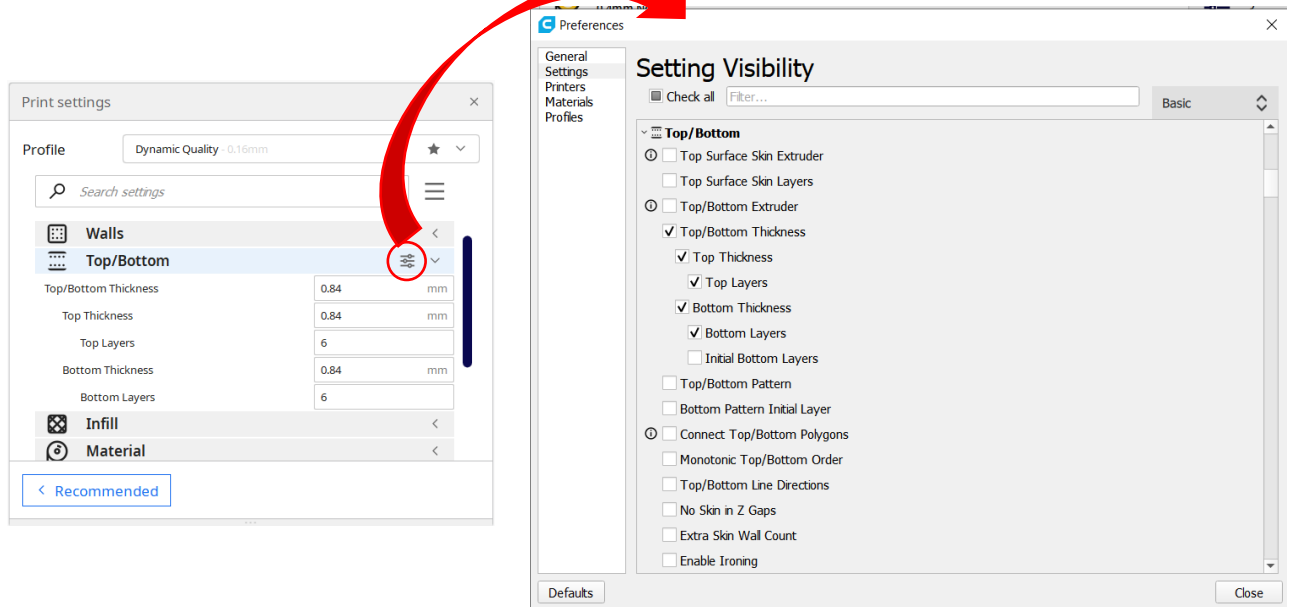 Print settings
Profile
Dynamic Quality - 0.16mm
Search settings
Walls
Top/Bottom
Top/Bottom Thickness 0.84 mm
Top Thickness 0.84 mm
Top Layers 6
Bottom Thickness 0.84 mm
Bottom Layers 6
Infill
Material
Recommended
Preferences
General
Settings
Printers
Materials
Profiles
Setting Visibility
Check all Filter... Basic
Top/Bottom
Top Surface Skin Extruder
Top Surface Skin Layers
Top/Bottom Extruder
Top/Bottom Thickness
Top Thickness
Top Layers
Bottom Thickness
Bottom Layers
Initial Bottom Layers
Top/Bottom Pattern
Bottom Pattern Initial Layer
Connect Top/Bottom Polygons
Monotonic Top/Bottom Order
Top/Bottom Line Directions
No Skin in Z Gaps
Extra Skin Wall Count
Enable Ironing
Defaults Close